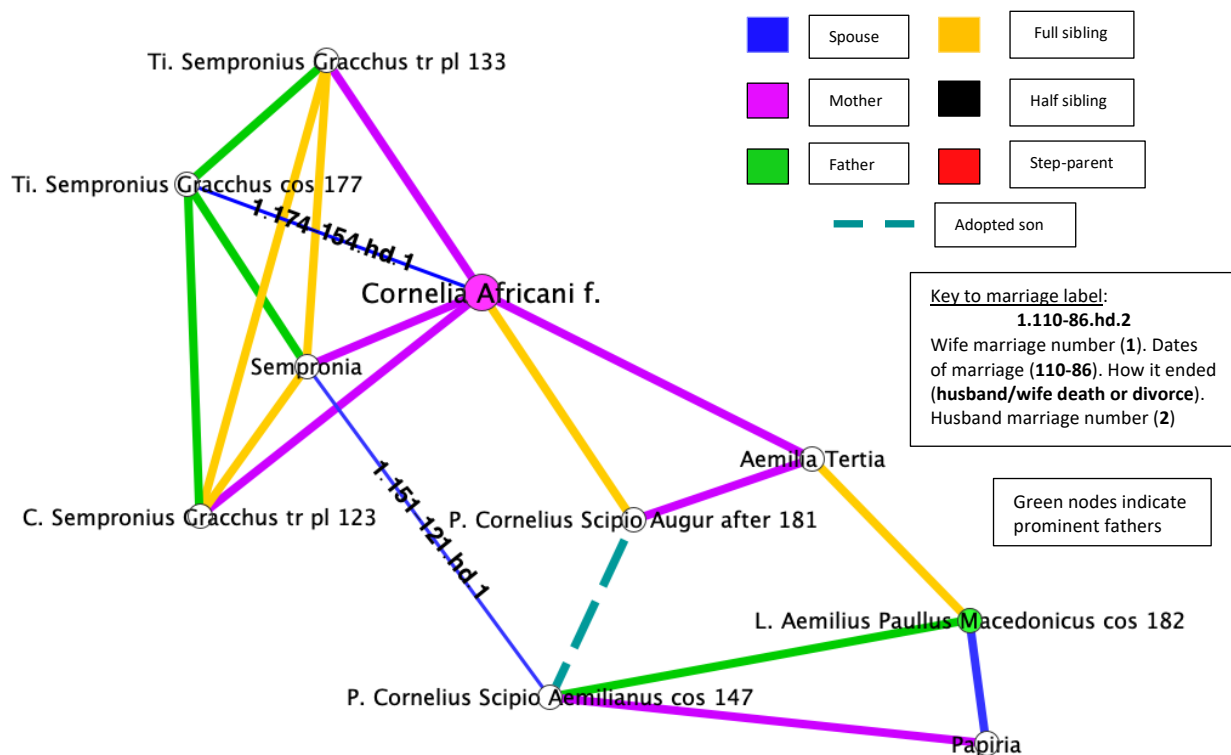 Ti. Sempronius Gracchus tr pl 133
Ti. Sempronius Gracchus cos 177
1.174-154.hd.1
Cornelia Africani f.
Sempronia
C. Sempronius Gracchus tr pl 123
1.151-121.hd.1
Aemilia Tertia
P. Cornelius Scipio Augur after 181
L. Aemilius Paullus Macedonicus cos 182
P. Cornelius Scipio Aemilianus cos 147
Papiria
Spouse
Full sibling
Mother
Half sibling
Father
Step-parent
Adopted son
Key to marriage label:
1.110-86.hd.2
Wife marriage number (1). Dates
of marriage (110-86). How it ended
(husband/wife death or divorce).
Husband marriage number (2)
Green nodes indicate
prominent fathers